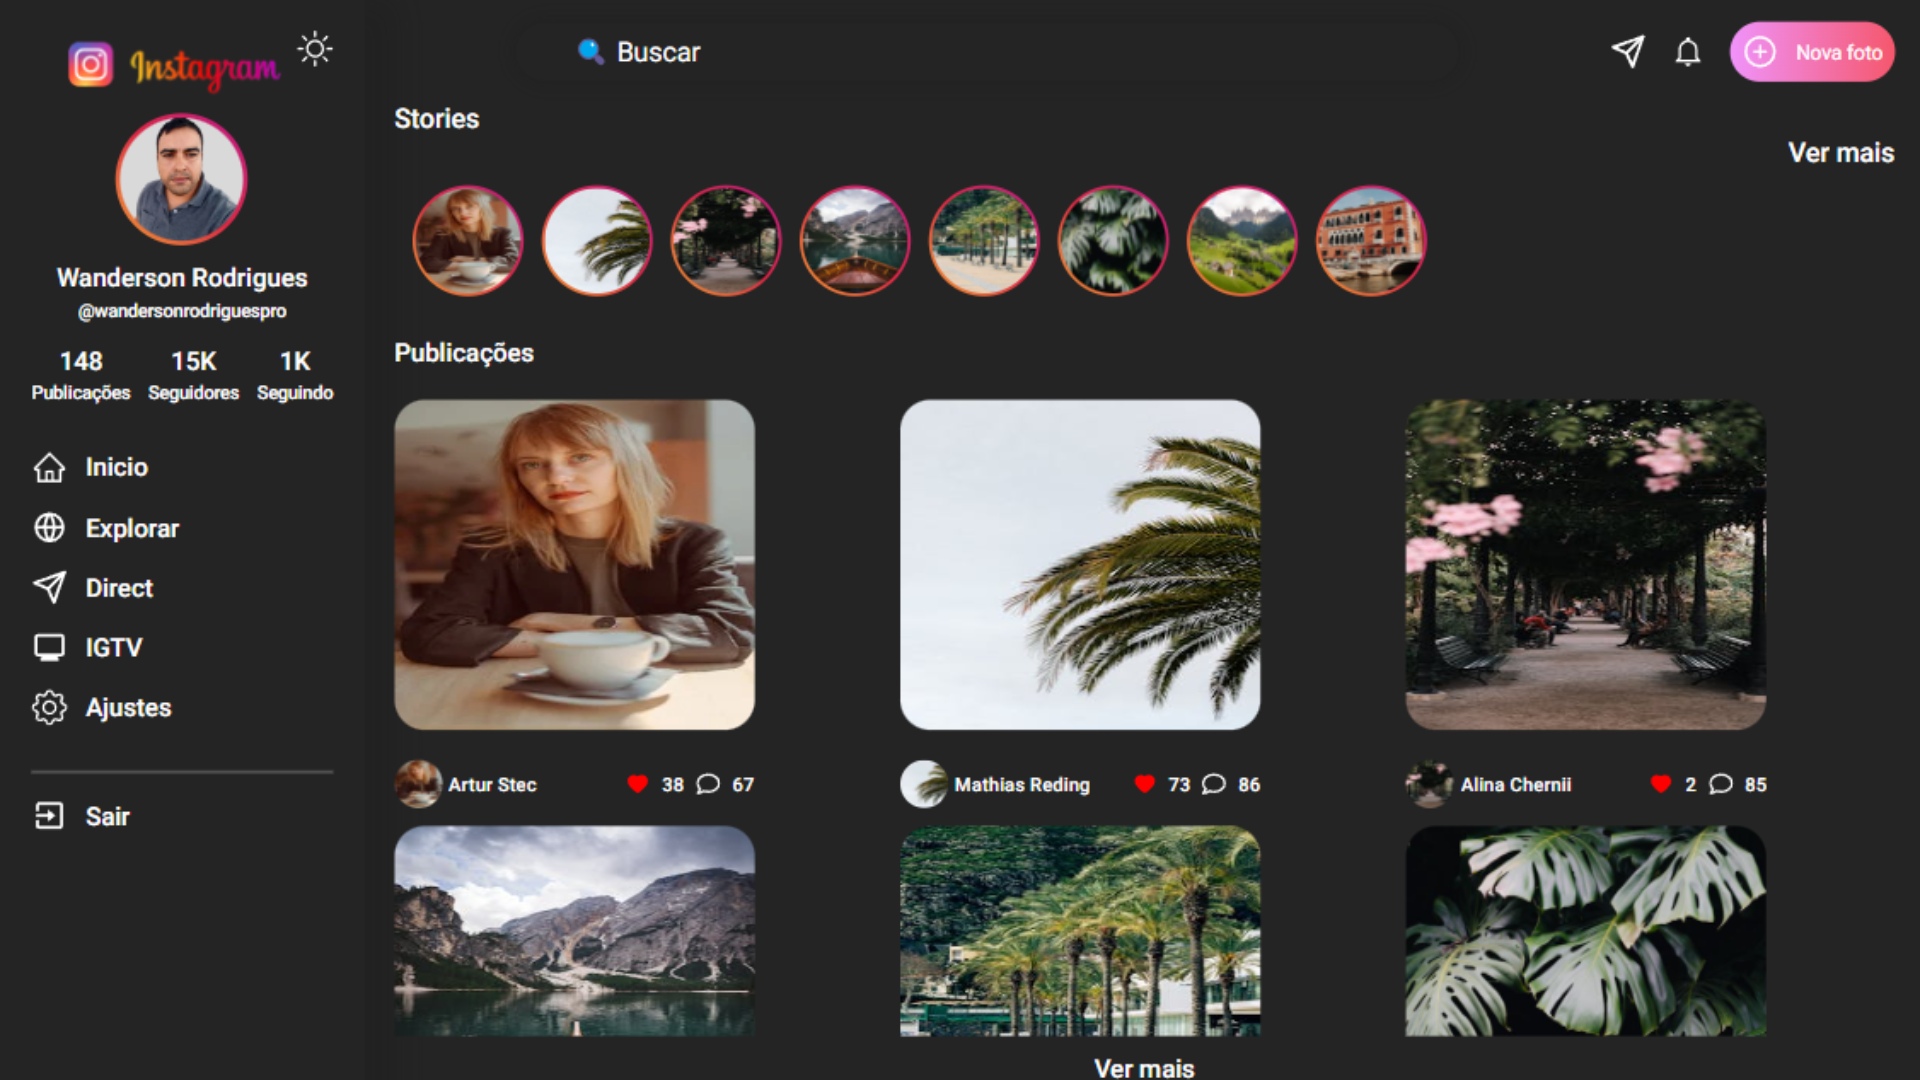 Instagram
Wanderson Rodrigues
@wandersonrodriguespro
148 15K 1K
Publicações Seguidores Seguindo
Inicio
Explorar
Direct
IGTV
Ajustes
Sair
Buscar
Nova foto
Stories
Ver mais
Publicações
Artur Stec 38 67
Mathias Reding 73 86
Alina Chernii 2 85
Ver mais